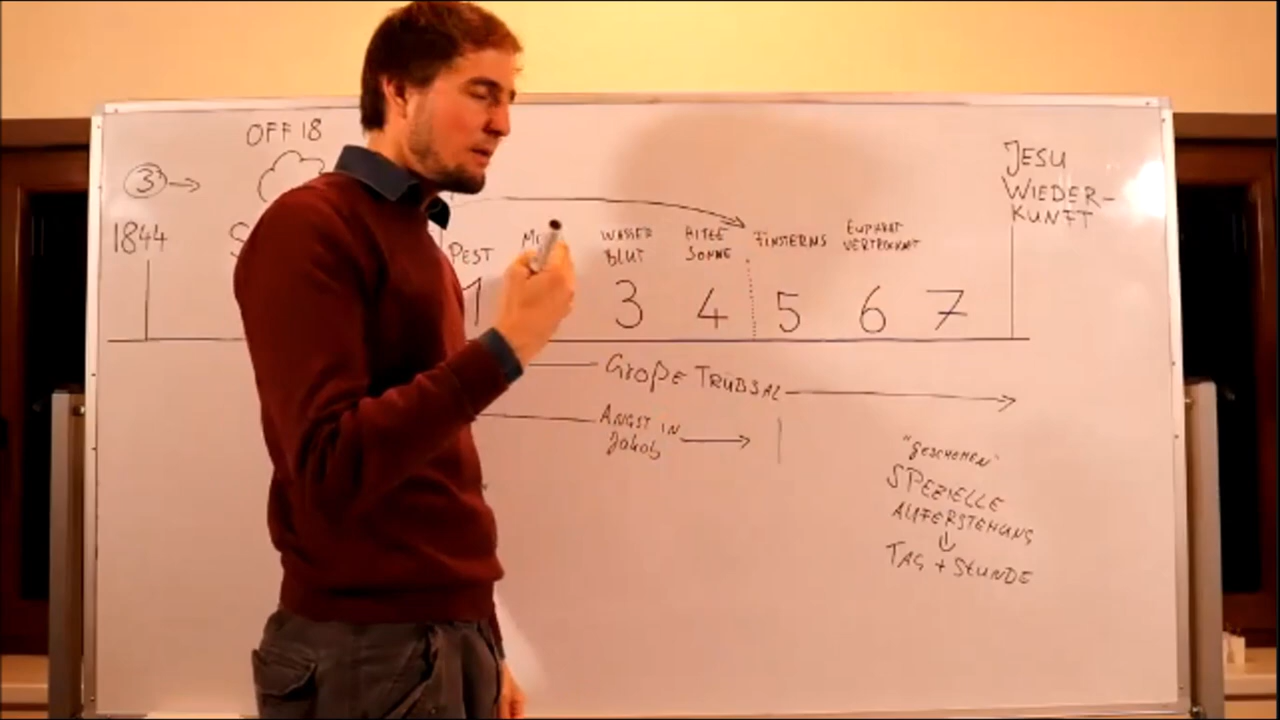 OFF 18
3
JESU
WIEDER-
KUNFT
1844
PEST
WASSER
BLUT
HITZE
SONNE
FINSTERNS
EUPHRAT
VERTROCKNET
1
3
4
5
6
7
GROßE TRÜBSAL
ANGST IN
Jakob
"GESCHEHEN"
SPEZIELLE
AUFERSTEHUNG
TAG + STUNDE